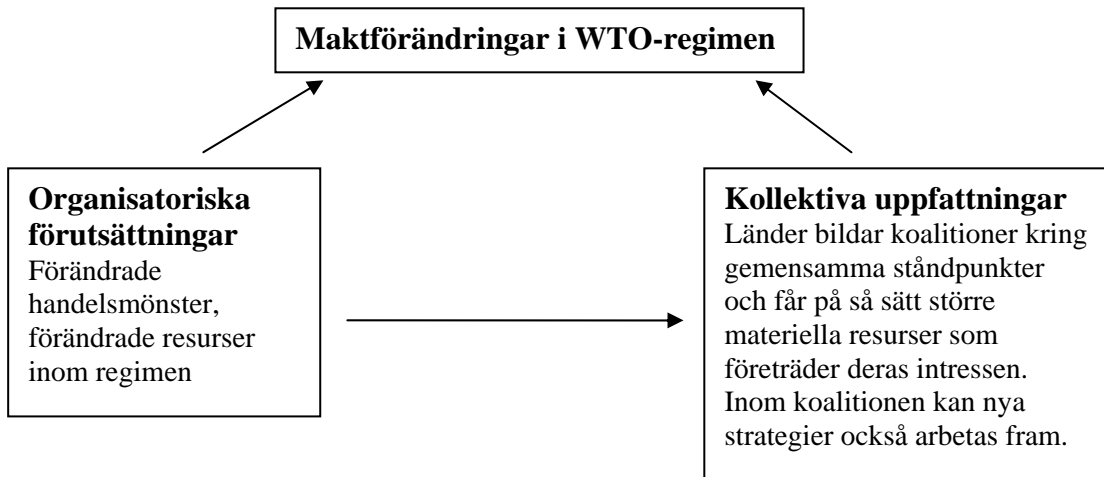 Maktförändringar i WTO-regimen
Organisatoriska
förutsättningar
Förändrade
handelsmönster,
förändrade resurser
inom regimen
Kollektiva uppfattningar
Länder bildar koalitioner kring
gemensamma ståndpunkter
och får på så sätt större
materiella resurser som
företräder deras intressen.
Inom koalitionen kan nya
strategier också arbetas fram.